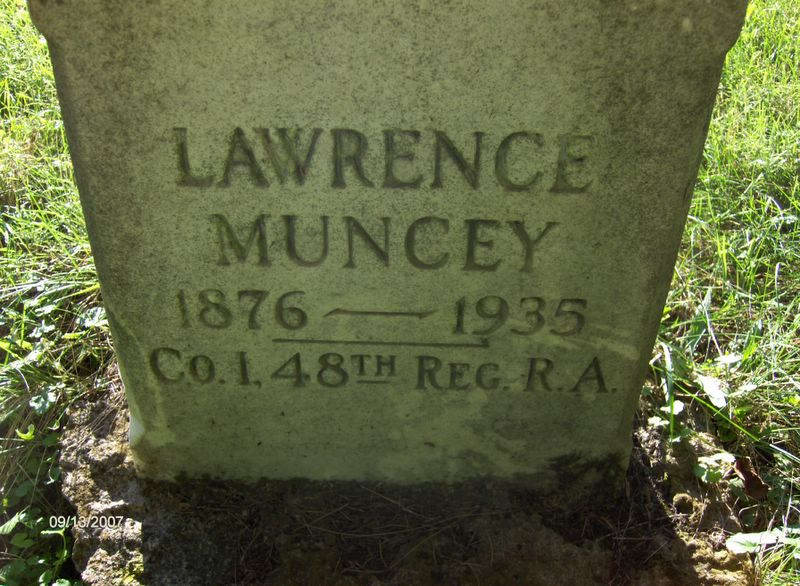 LAWRENCE
MUNCEY
1876 — 1935
Co. I, 48TH REG. R.A.
09/13/2007